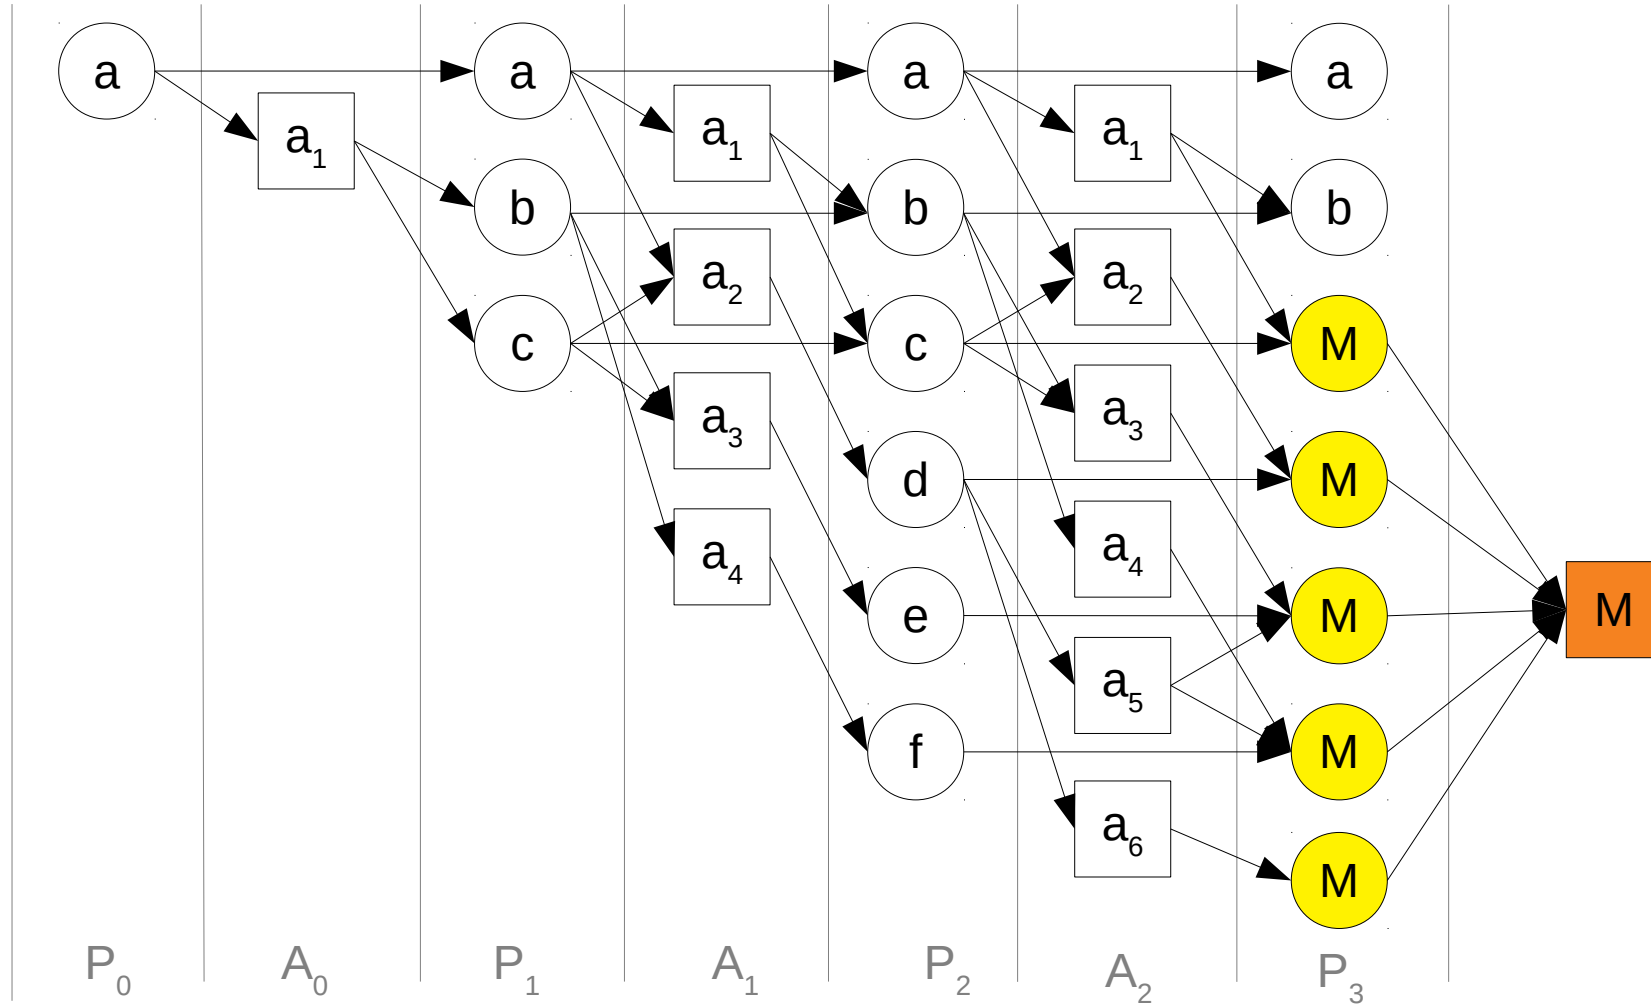 a a a a
a₁ a₁ a₁
b b b
a₂ a₂
c c M
a₃ a₃
d M
a₄ a₄
e M M
a₅
f M
a₆
M
P₀ A₀ P₁ A₁ P₂ A₂ P₃